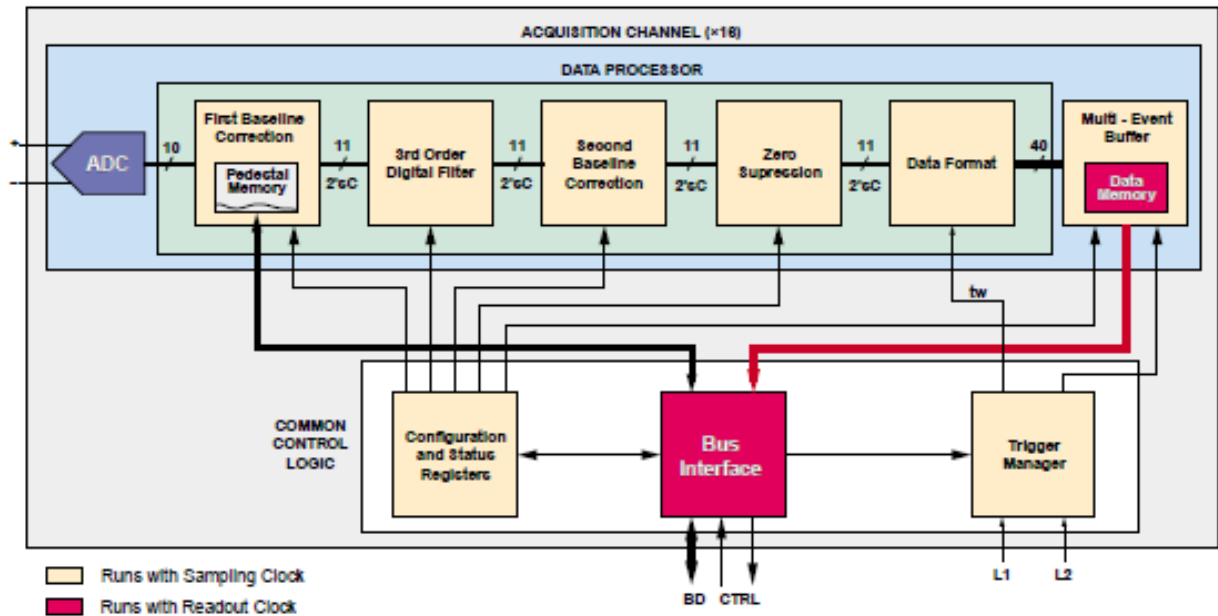 ACQUISITION CHANNEL (×16)
DATA PROCESSOR
+
–
ADC
10
First Baseline
Correction
Pedestal
Memory
11
2'sC
3rd Order
Digital Filter
11
2'sC
Second
Baseline
Correction
11
2'sC
Zero
Supression
11
2'sC
Data Format
40
Multi - Event
Buffer
Data
Memory
tw
COMMON
CONTROL
LOGIC
Configuration
and Status
Registers
Bus
Interface
Trigger
Manager
BD
CTRL
L1
L2
Runs with Sampling Clock
Runs with Readout Clock